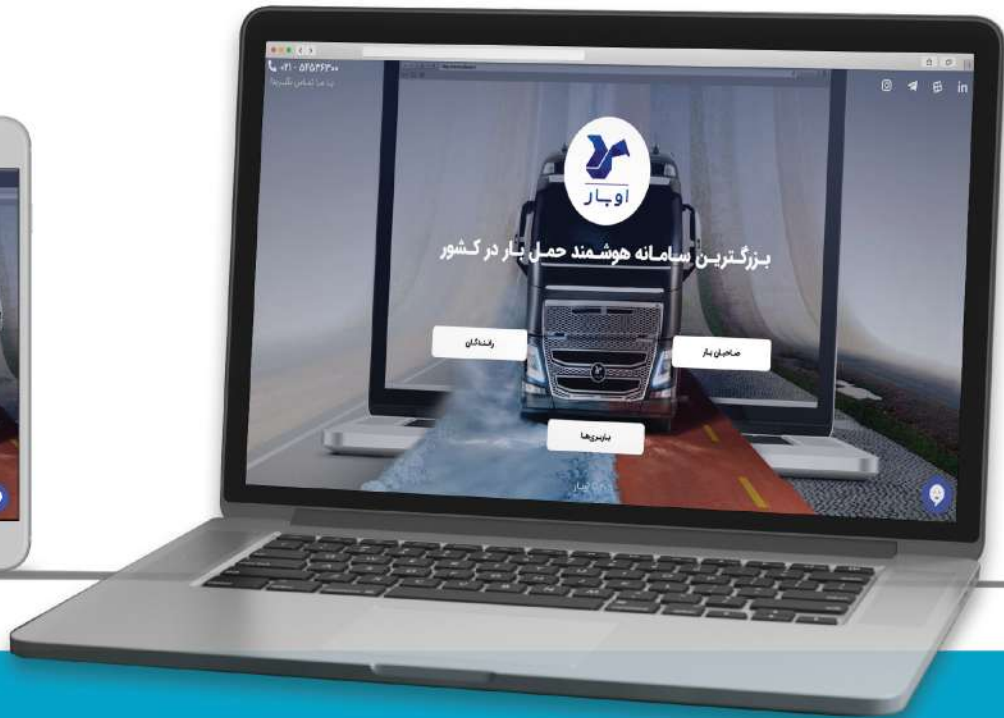 ۰۲۱ - ۵۴۵۳۶۳۰۰
با ما تماس بگیرید!
in
اوبار
بزرگترین سامانه هوشمند حمل بار در کشور
رانندگان
صاحبان بار
باربری‌ها